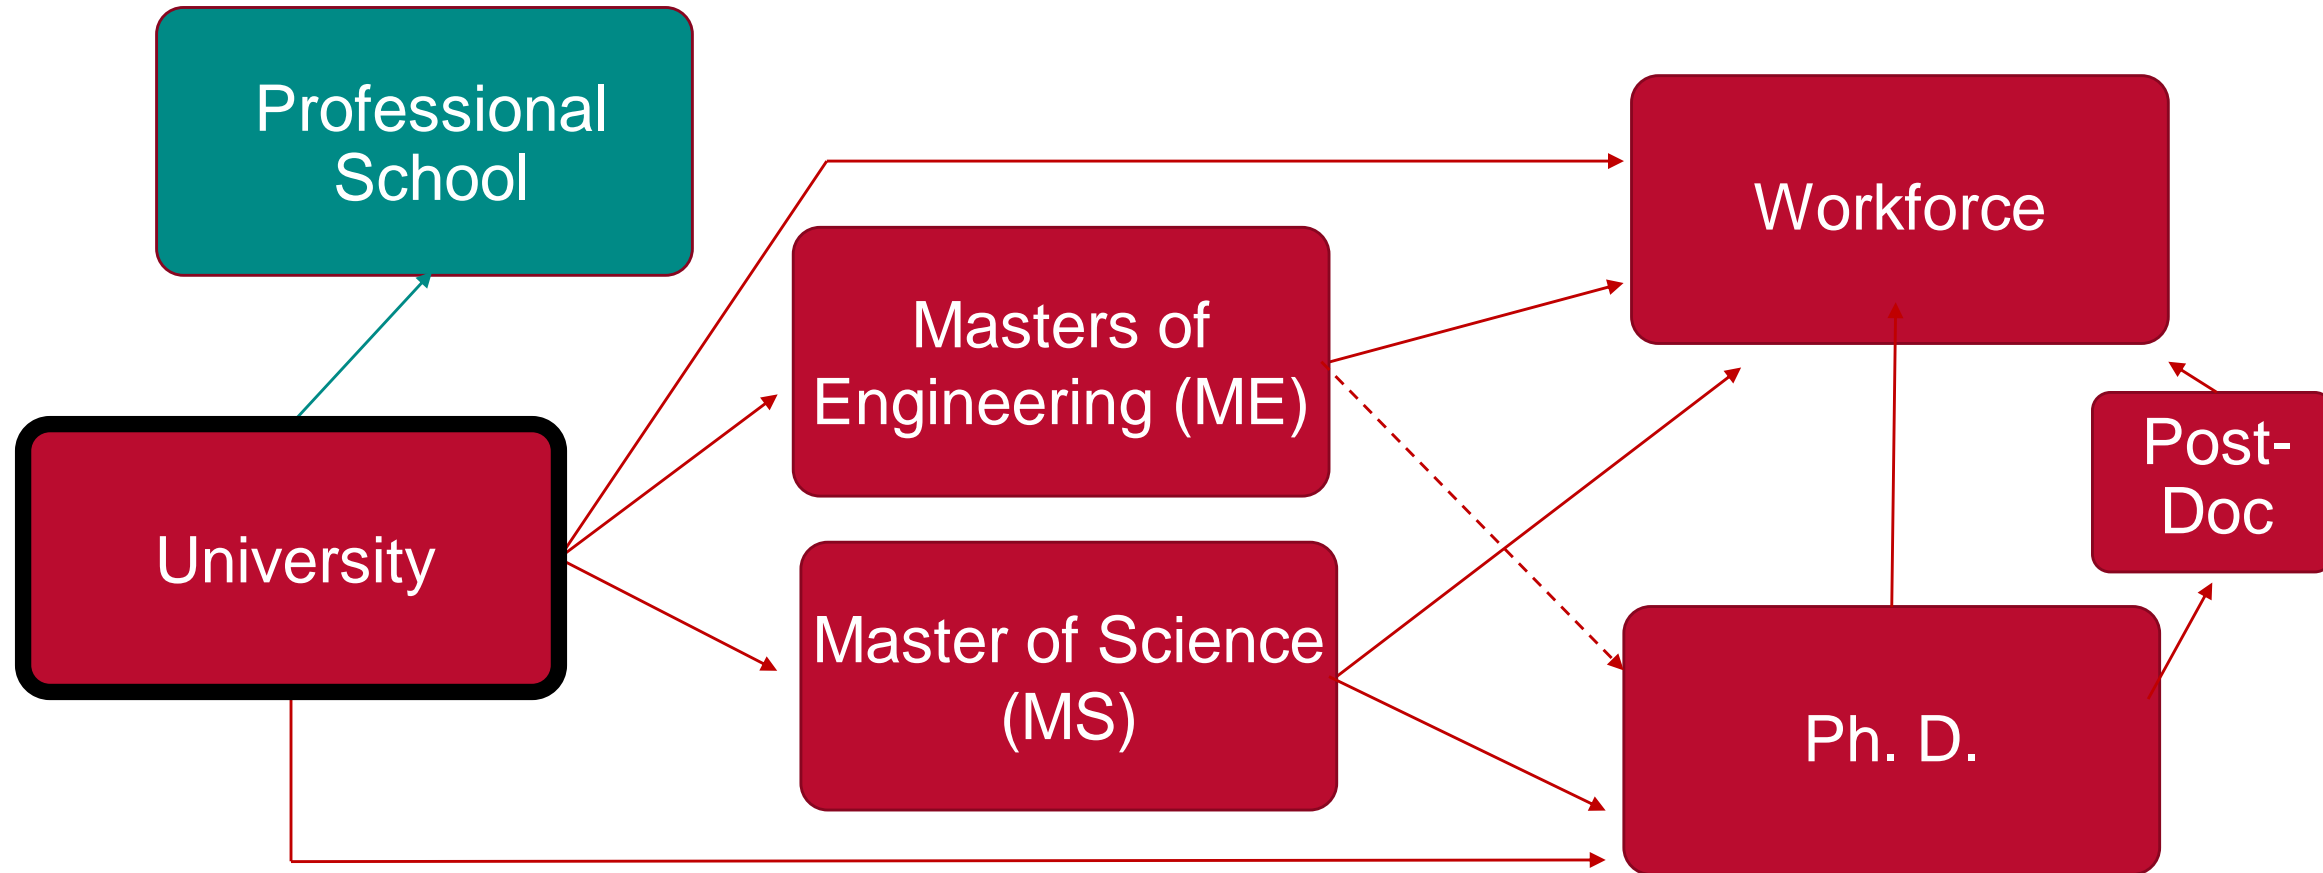 Professional
School
Workforce
Masters of
Engineering (ME)
Post-
Doc
University
Master of Science
(MS)
Ph. D.